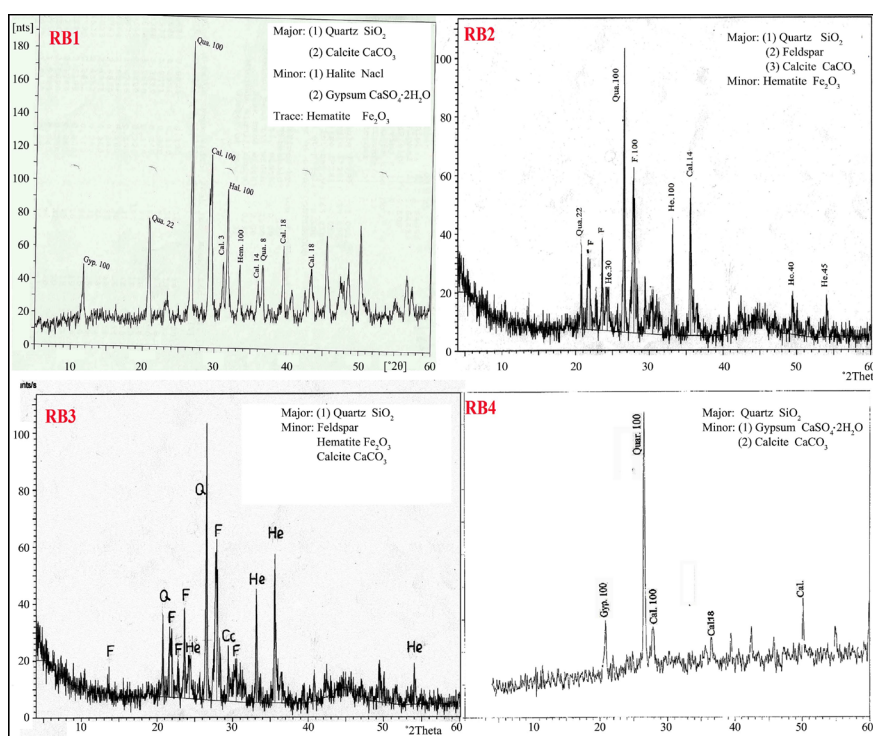 RB1
[nts]
Major: (1) Quartz SiO2
(2) Calcite CaCO3
Minor: (1) Halite Nacl
(2) Gypsum CaSO4·2H2O
Trace: Hematite Fe2O3
180
160
140
120
100
80
60
40
20
0
Gyp. 100
Qua. 22
Qua. 100
Cal. 100
Cal. 3
Hal. 100
Hem. 100
Cal. 14
Qua. 8
Cal. 18
Cal. 18
10 20 30 40 50 60
[°2θ]
RB2
Major: (1) Quartz SiO2
(2) Feldspar
(3) Calcite CaCO3
Minor: Hematite Fe2O3
100
80
60
40
20
0
Qua.22
F
F
He.30
Qua.100
F.100
He.100
Cal.14
He.40
He.45
10 20 30 40 50 60
°2Thet
RB3
nts/s
Major: (1) Quartz SiO2
Minor: Feldspar
Hematite Fe2O3
Calcite CaCO3
100
80
60
40
20
0
F
Q
F
F
F
He
Q
F
Cc
F
He
He
He
10 20 30 40 50 60
°2Theta
RB4
Major: Quartz SiO2
Minor: (1) Gypsum CaSO4·2H2O
(2) Calcite CaCO3
Gyp. 100
Quar. 100
Cal. 100
Cal18
Cal.
10 20 30 40 50 60